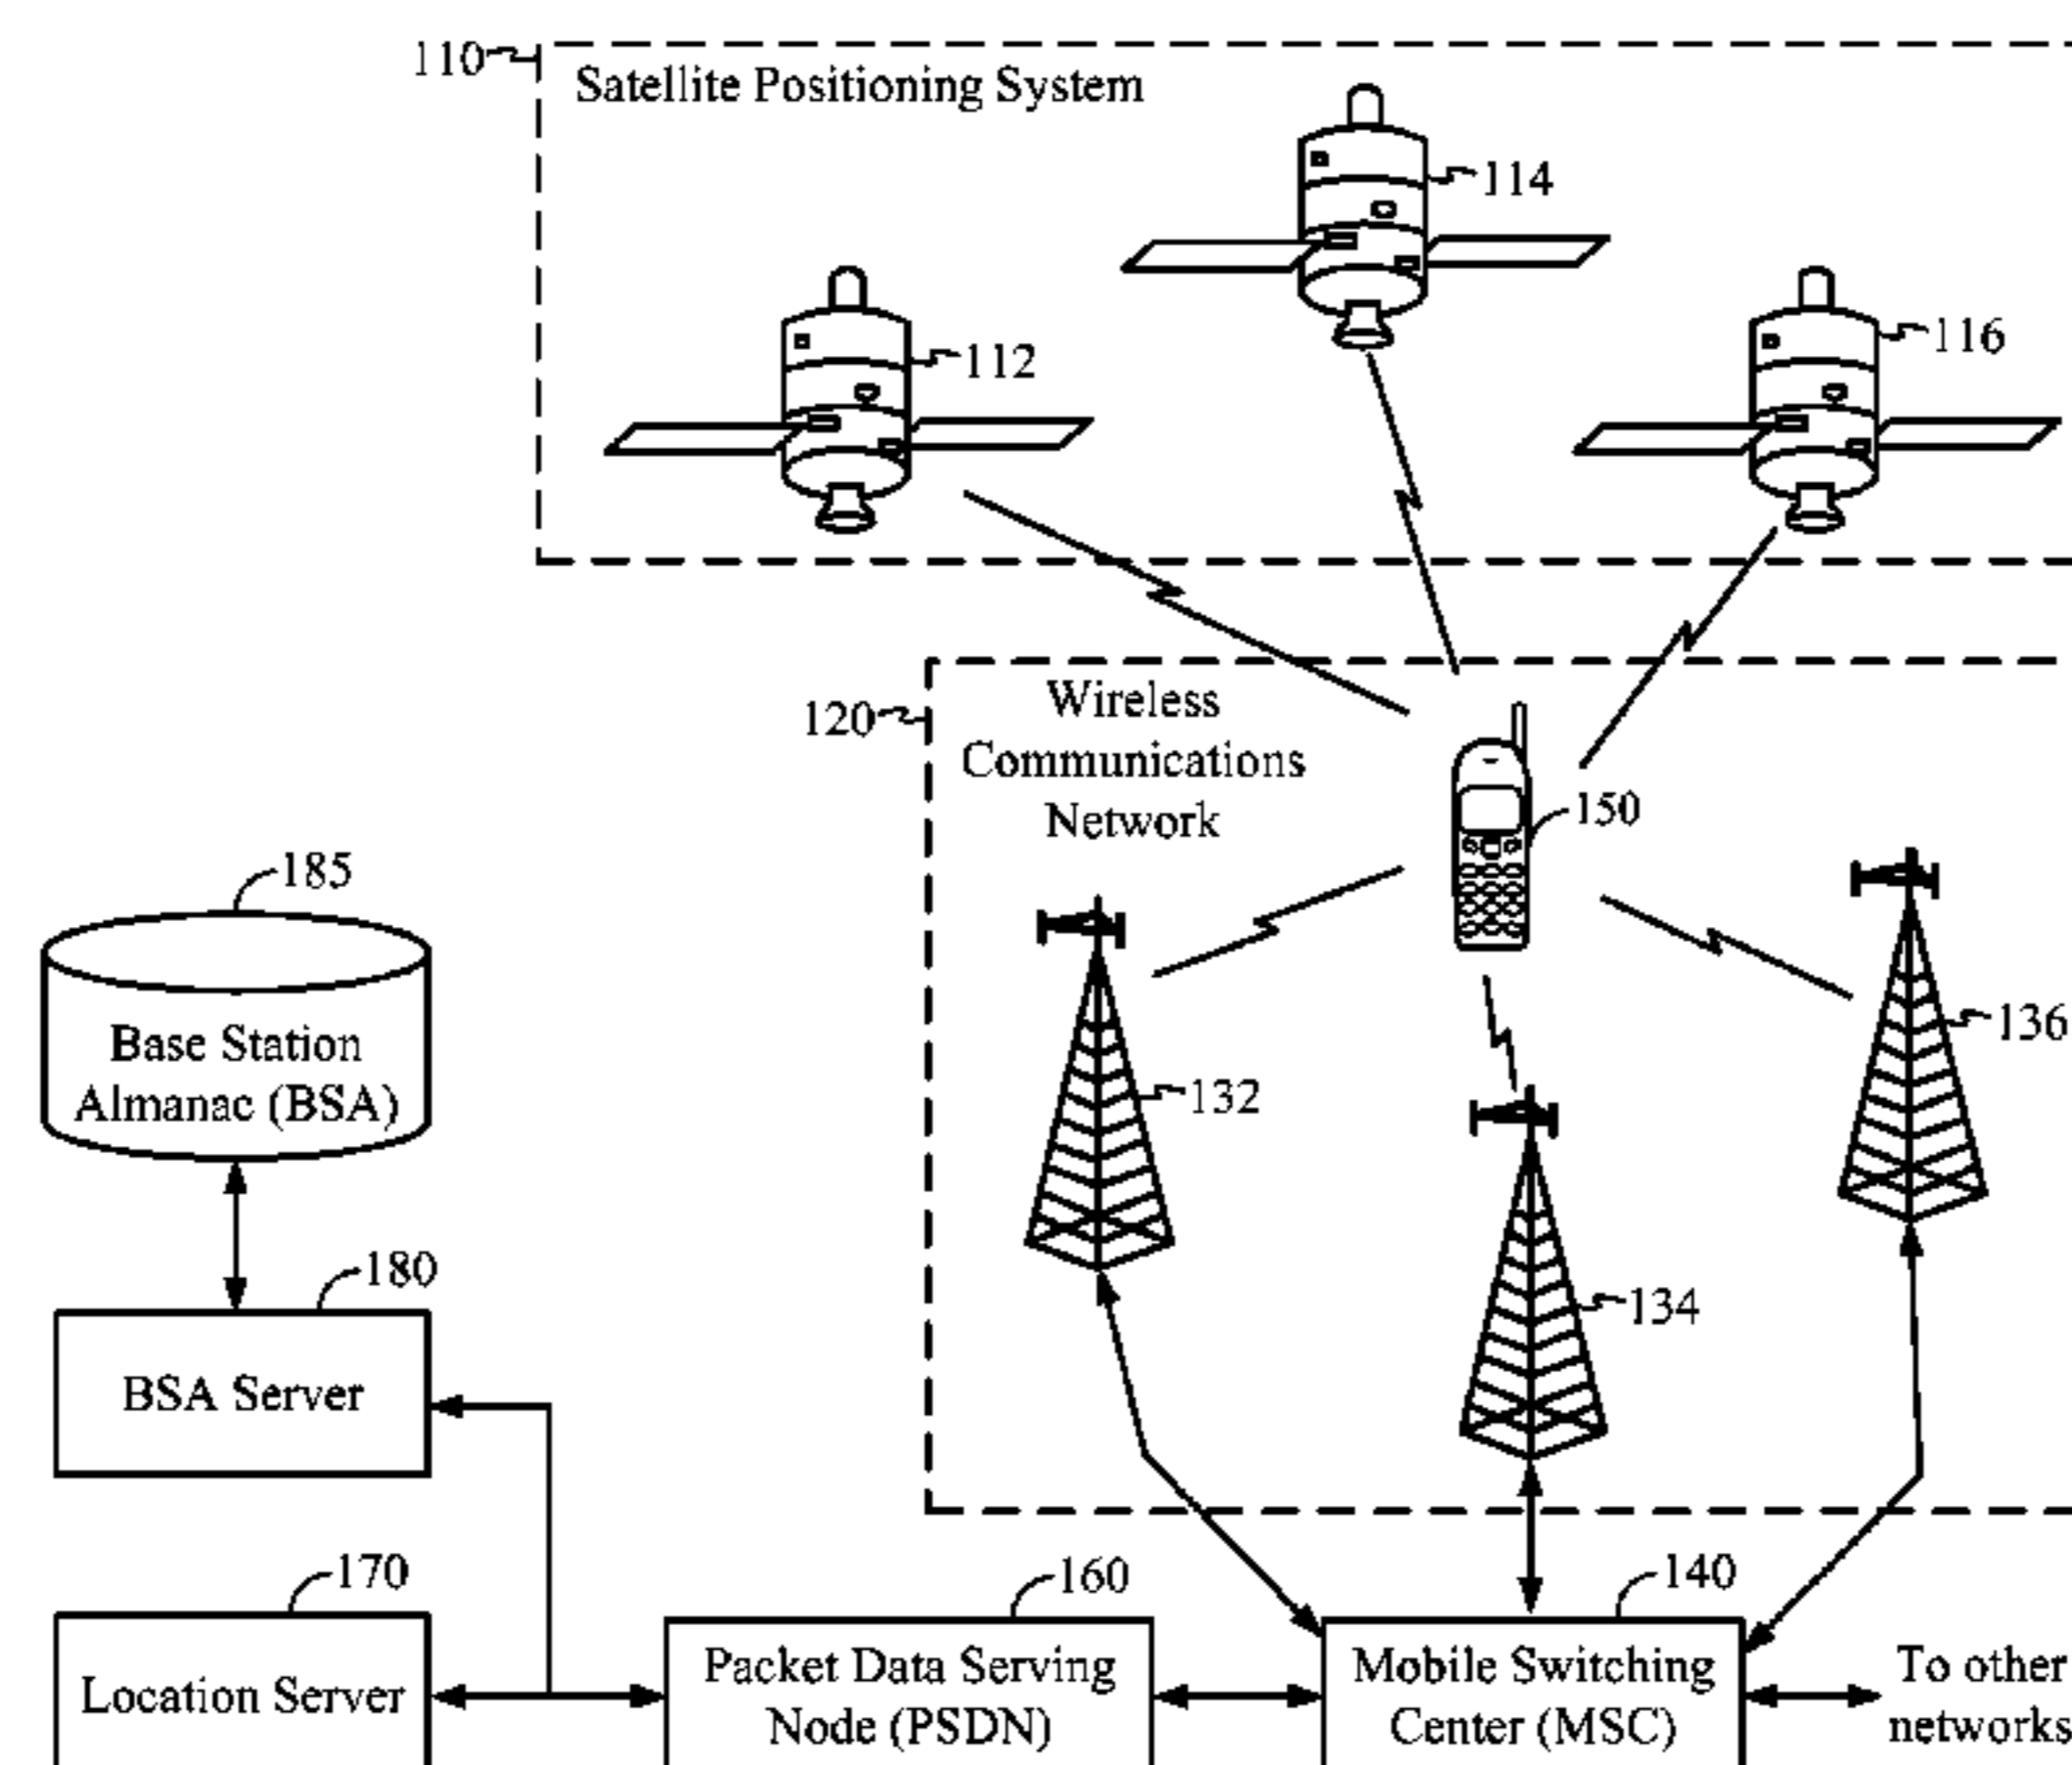 110
Satellite Positioning System
114
116
112
120
Wireless
Communications
Network
150
185
136
Base Station
Almanac (BSA)
132
180
134
BSA Server
170
160
140
Location Server
Packet Data Serving
Node (PSDN)
Mobile Switching
Center (MSC)
To other
networks